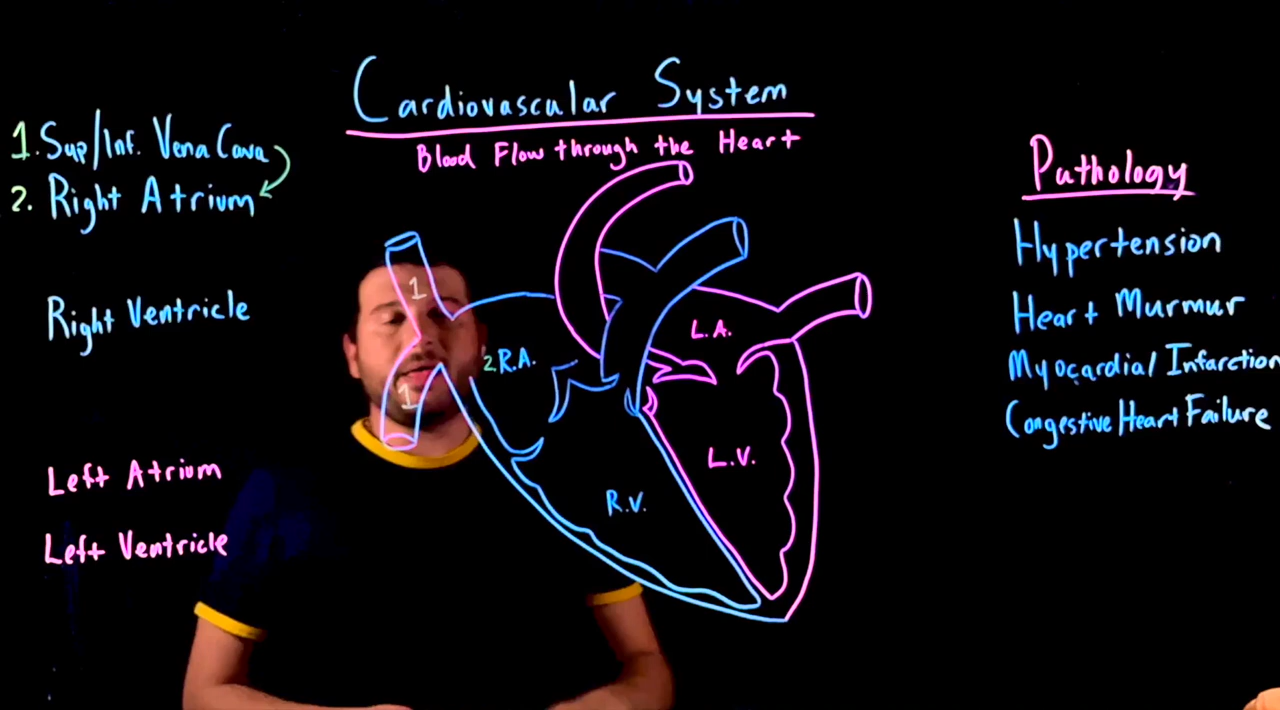 Cardiovascular System
Blood Flow through the Heart
1. Sup/Inf. Vena Cava
2. Right Atrium
Right Ventricle
Left Atrium
Left Ventricle
1
1
2. R.A.
L.A.
L.V.
R.V.
Pathology
Hypertension
Heart Murmur
Myocardial Infarction
Congestive Heart Failure